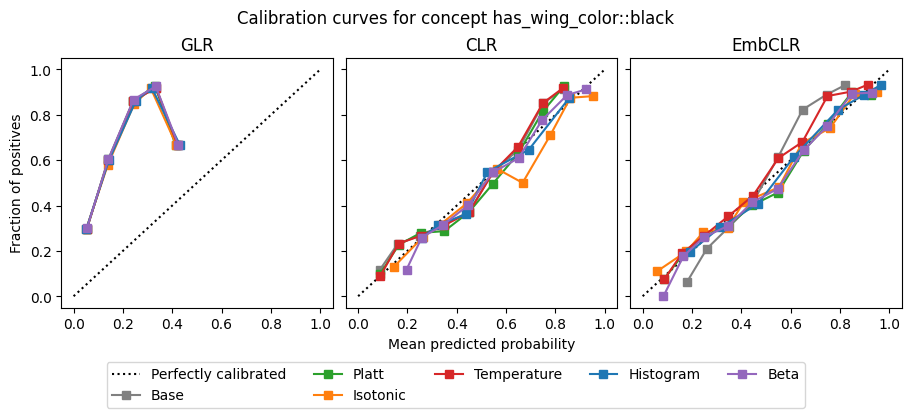 Calibration curves for concept has_wing_color::black
GLR
CLR
EmbCLR
1.0
0.8
0.6
0.4
0.2
0.0
Fraction of positives
0.0 0.2 0.4 0.6 0.8 1.0
0.0 0.2 0.4 0.6 0.8 1.0
0.0 0.2 0.4 0.6 0.8 1.0
Mean predicted probability
Perfectly calibrated Platt Temperature Histogram Beta
Base Isotonic